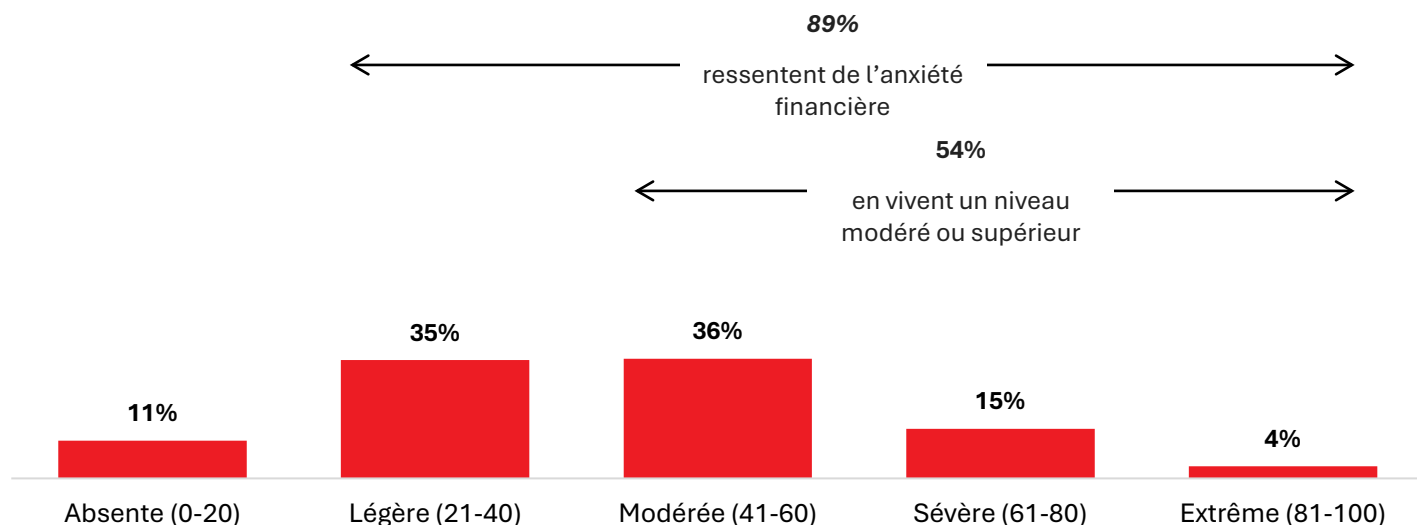 89%
ressentent de l’anxiété
financière
54%
en vivent un niveau
modéré ou supérieur
11%
35%
36%
15%
4%
Absente (0-20)
Légère (21-40)
Modérée (41-60)
Sévère (61-80)
Extrême (81-100)